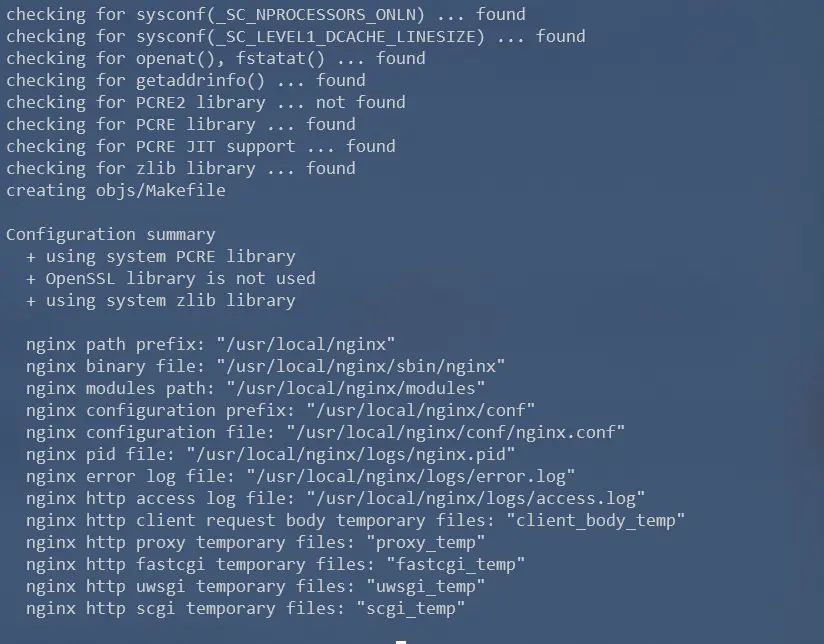 checking for sysconf(_SC_NPROCESSORS_ONLN) ... found
checking for sysconf(_SC_LEVEL1_DCACHE_LINESIZE) ... found
checking for openat(), fstatat() ... found
checking for getaddrinfo() ... found
checking for PCRE2 library ... not found
checking for PCRE library ... found
checking for PCRE JIT support ... found
checking for zlib library ... found
creating objs/Makefile

Configuration summary
  + using system PCRE library
  + OpenSSL library is not used
  + using system zlib library

  nginx path prefix: "/usr/local/nginx"
  nginx binary file: "/usr/local/nginx/sbin/nginx"
  nginx modules path: "/usr/local/nginx/modules"
  nginx configuration prefix: "/usr/local/nginx/conf"
  nginx configuration file: "/usr/local/nginx/conf/nginx.conf"
  nginx pid file: "/usr/local/nginx/logs/nginx.pid"
  nginx error log file: "/usr/local/nginx/logs/error.log"
  nginx http access log file: "/usr/local/nginx/logs/access.log"
  nginx http client request body temporary files: "client_body_temp"
  nginx http proxy temporary files: "proxy_temp"
  nginx http fastcgi temporary files: "fastcgi_temp"
  nginx http uwsgi temporary files: "uwsgi_temp"
  nginx http scgi temporary files: "scgi_temp"